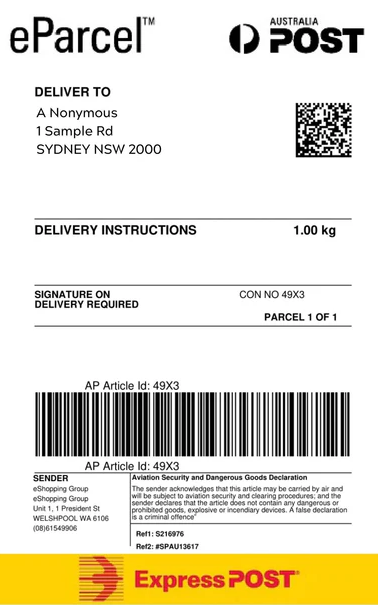 eParcel™
AUSTRALIA
POST
DELIVER TO
A Nonymous
1 Sample Rd
SYDNEY NSW 2000
DELIVERY INSTRUCTIONS 1.00 kg
SIGNATURE ON
DELIVERY REQUIRED
CON NO 49X3
PARCEL 1 OF 1
AP Article Id: 49X3
AP Article Id: 49X3
SENDER
eShopping Group
eShopping Group
Unit 1, 1 President St
WELSHPOOL WA 6106
(08)61549906
Aviation Security and Dangerous Goods Declaration
The sender acknowledges that this article may be carried by air and
will be subject to aviation security and clearing procedures; and the
sender declares that the article does not contain any dangerous or
prohibited goods, explosive or incendiary devices. A false declaration
is a criminal offence"
Ref1: S216976
Ref2: #SPAU13617
Express POST